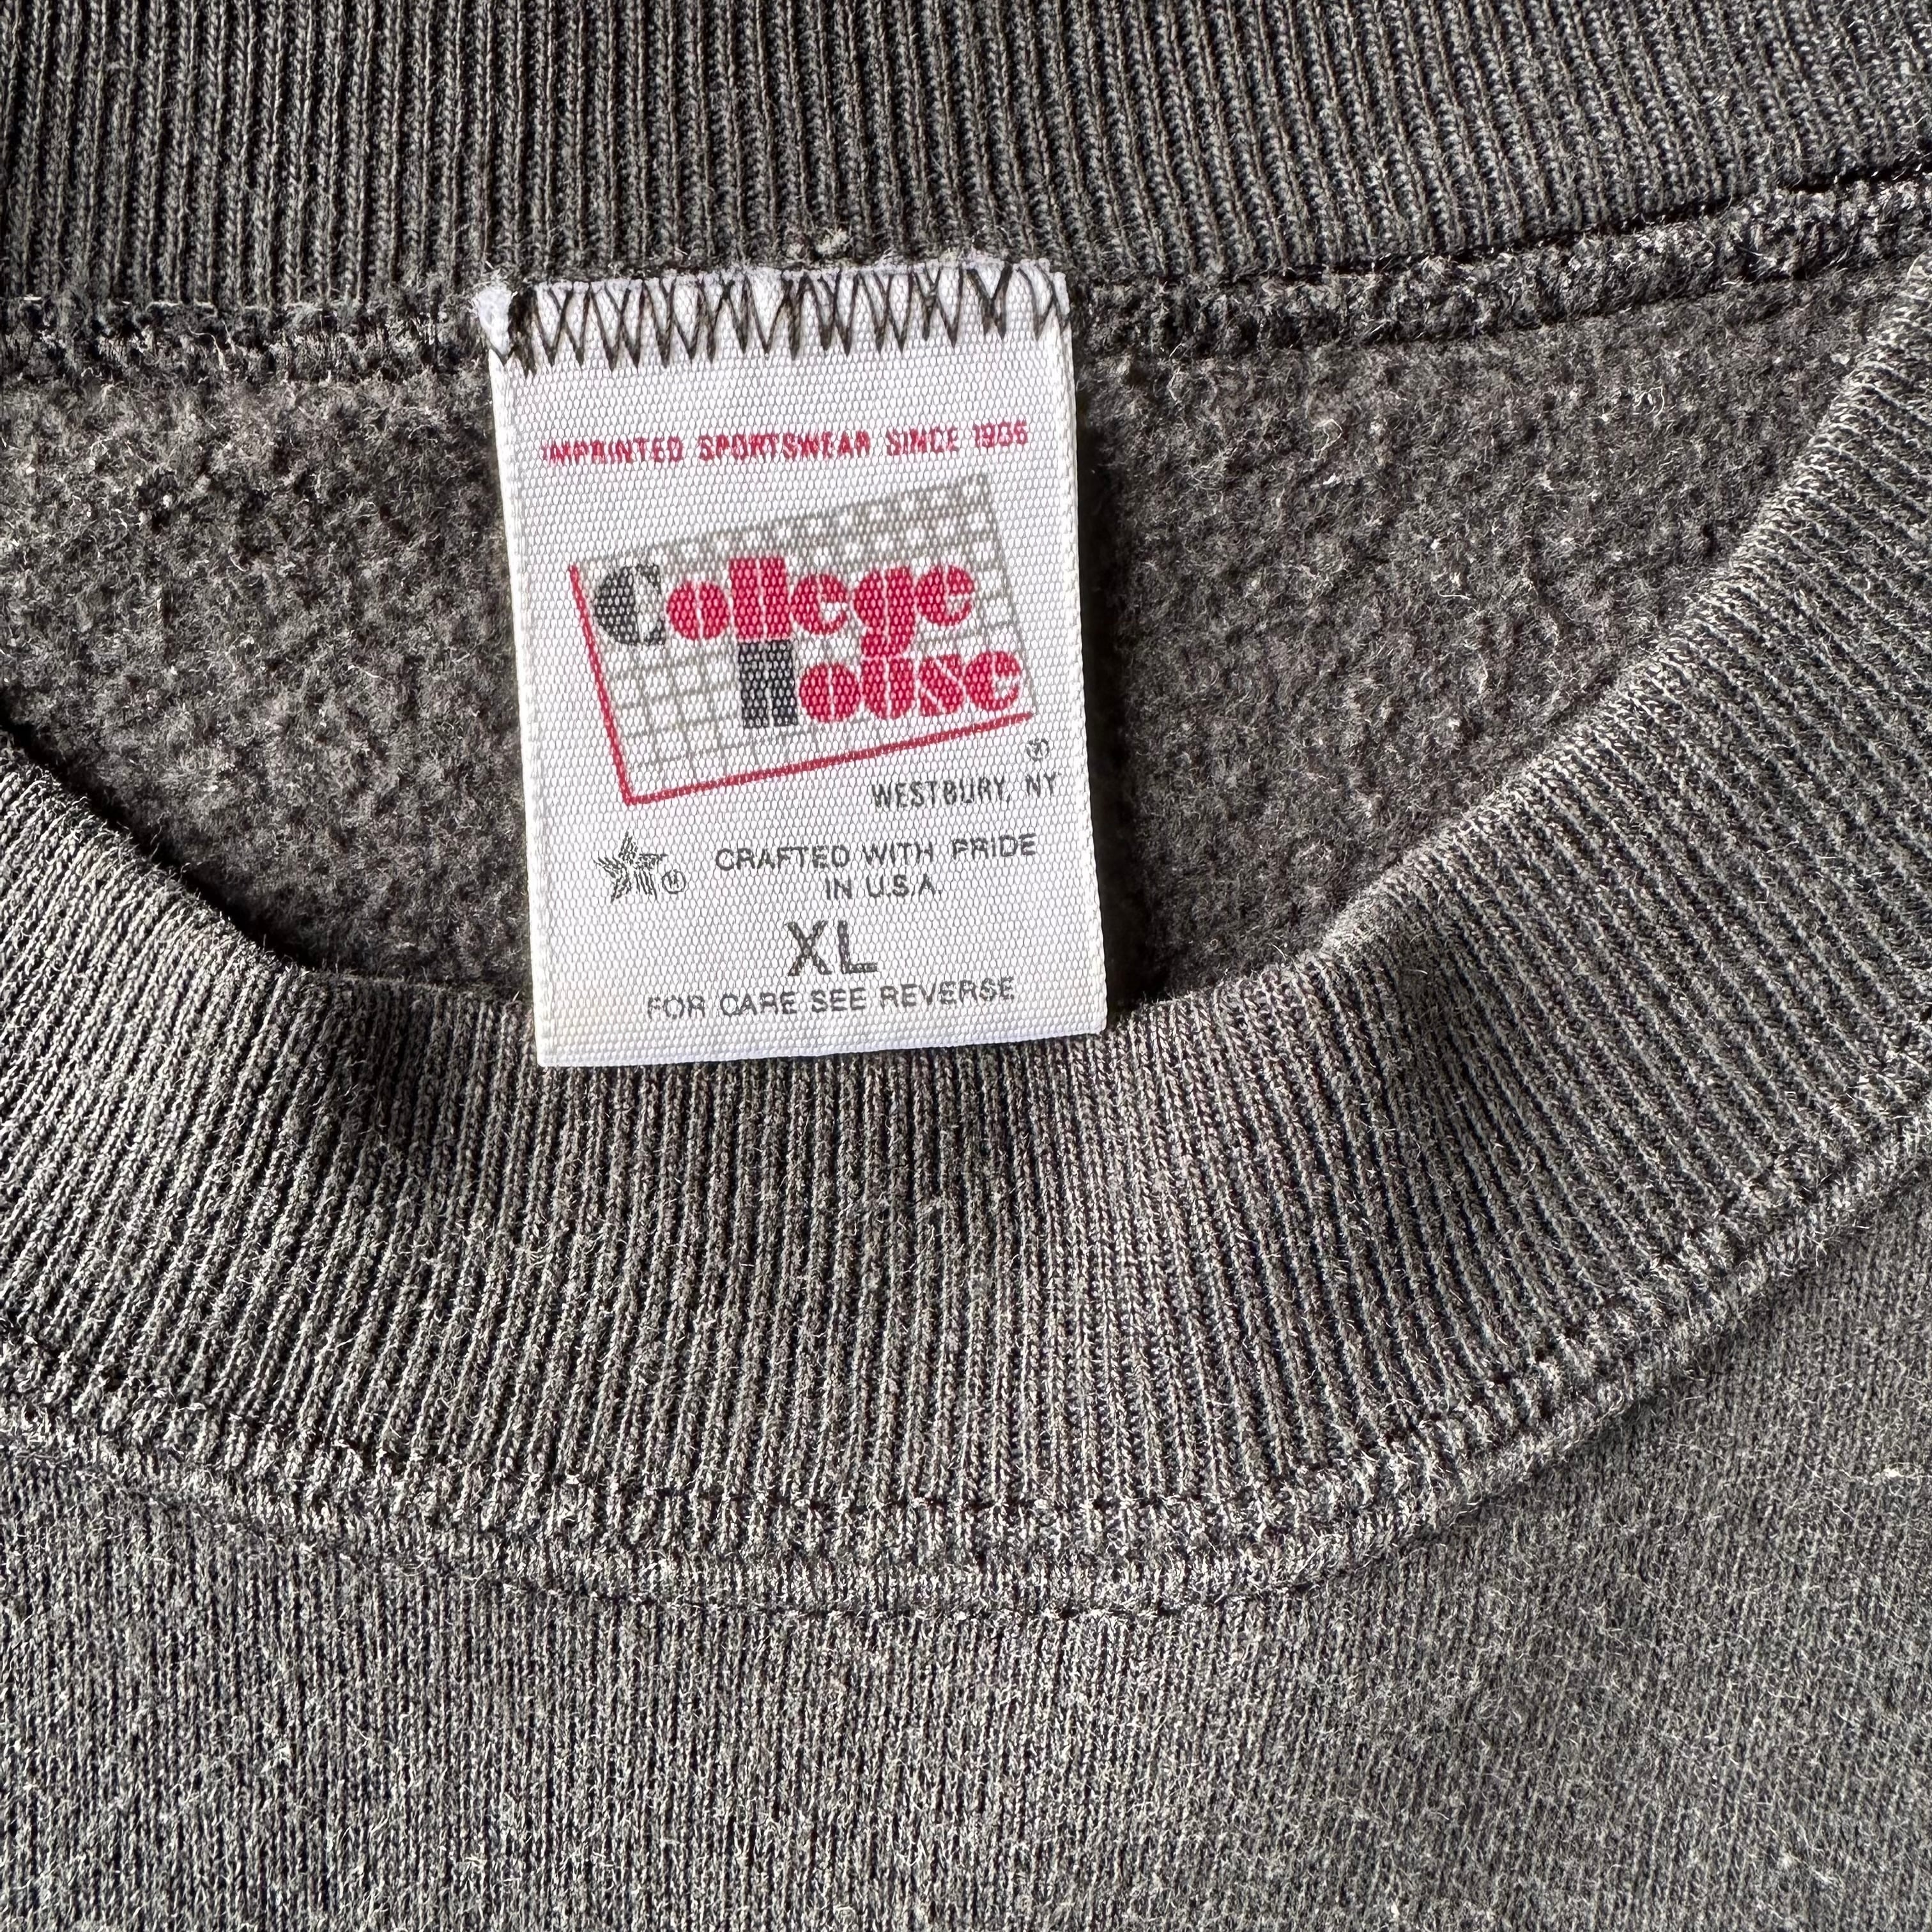 IMPRINTED SPORTSWEAR SINCE 1906
College
House
®
WESTBURY, NY
CRAFTED WITH PRIDE
IN U.S.A.
XL
FOR CARE SEE REVERSE